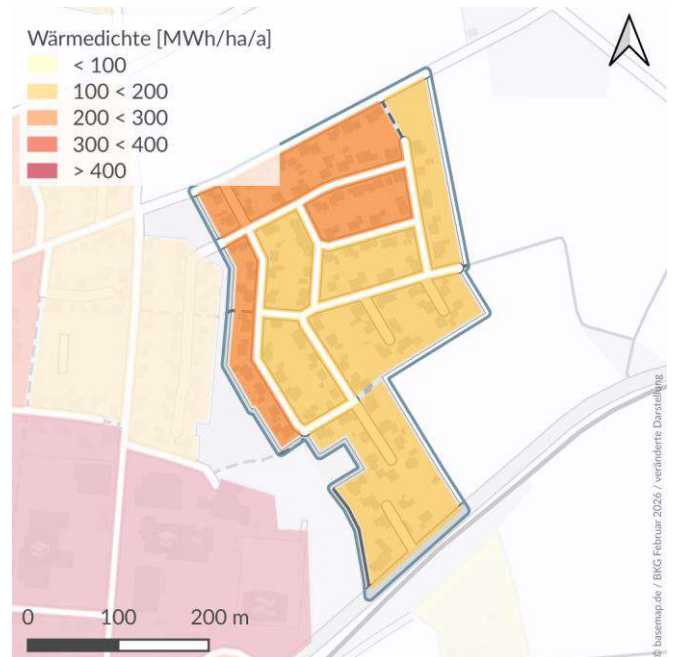 Wärmedichte [MWh/ha/a]
< 100
100 < 200
200 < 300
300 < 400
> 400
0 100 200 m
© basemap.de / BKG Februar 2026 / veränderte Darstellung